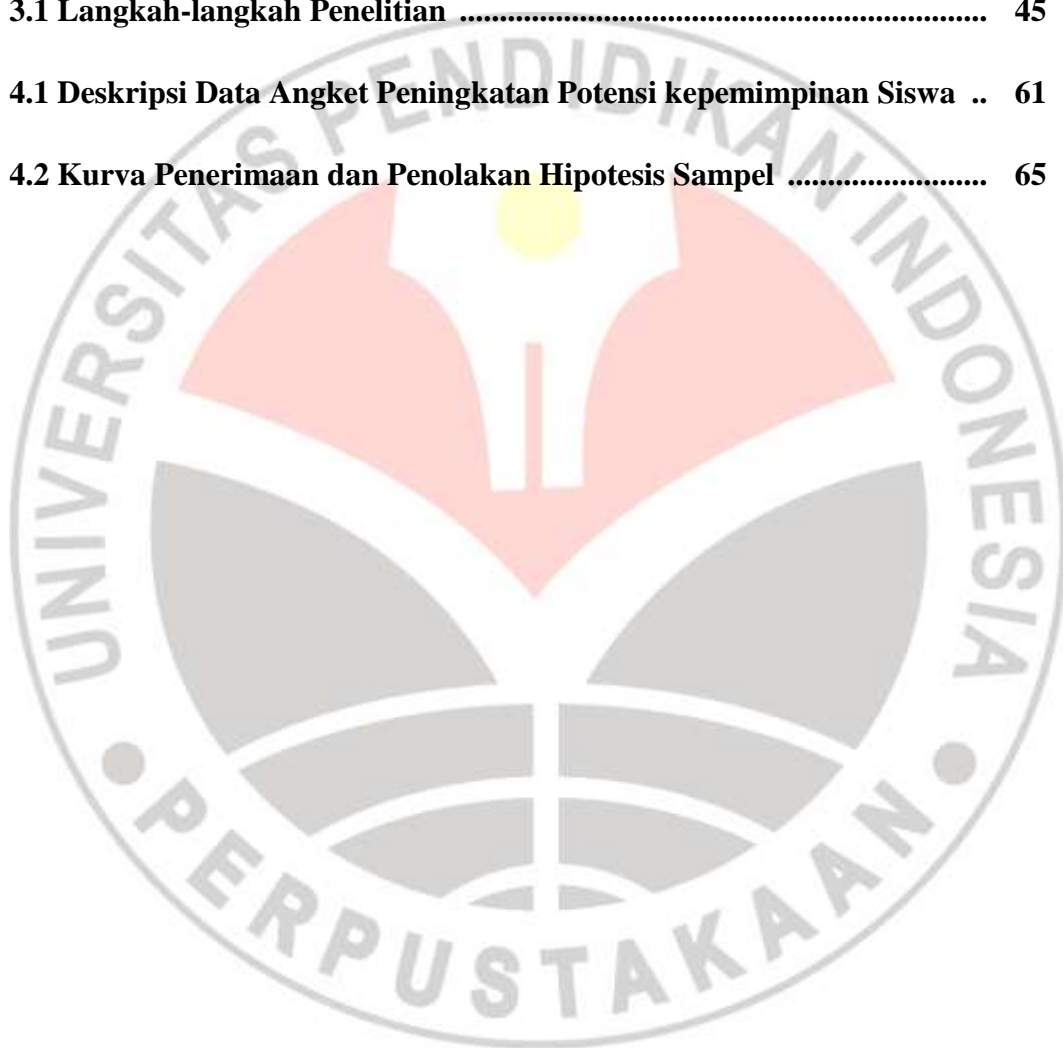 3.1 Langkah-langkah Penelitian .................................................................. 45
4.1 Deskripsi Data Angket Peningkatan Potensi kepemimpinan Siswa .. 61
4.2 Kurva Penerimaan dan Penolakan Hipotesis Sampel ......................... 65
UNIVERSITAS PENDIDIKAN INDONESIA
PERPUSTAKAAN